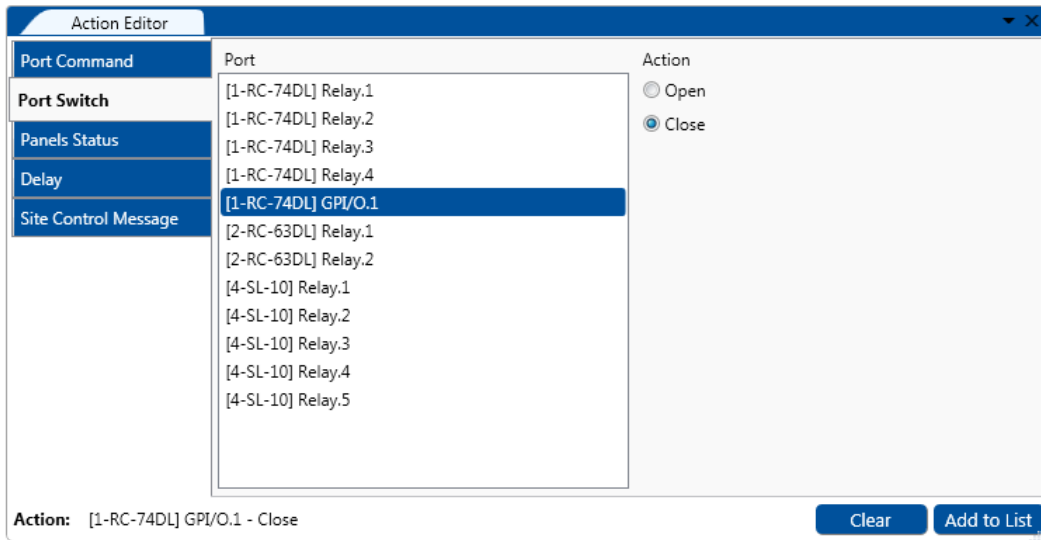 Action Editor
Port Command
Port Switch
Panels Status
Delay
Site Control Message
Port
[1-RC-74DL] Relay.1
[1-RC-74DL] Relay.2
[1-RC-74DL] Relay.3
[1-RC-74DL] Relay.4
[1-RC-74DL] GPI/O.1
[2-RC-63DL] Relay.1
[2-RC-63DL] Relay.2
[4-SL-10] Relay.1
[4-SL-10] Relay.2
[4-SL-10] Relay.3
[4-SL-10] Relay.4
[4-SL-10] Relay.5
Action
Open
Close
Action: [1-RC-74DL] GPI/O.1 - Close
Clear
Add to List